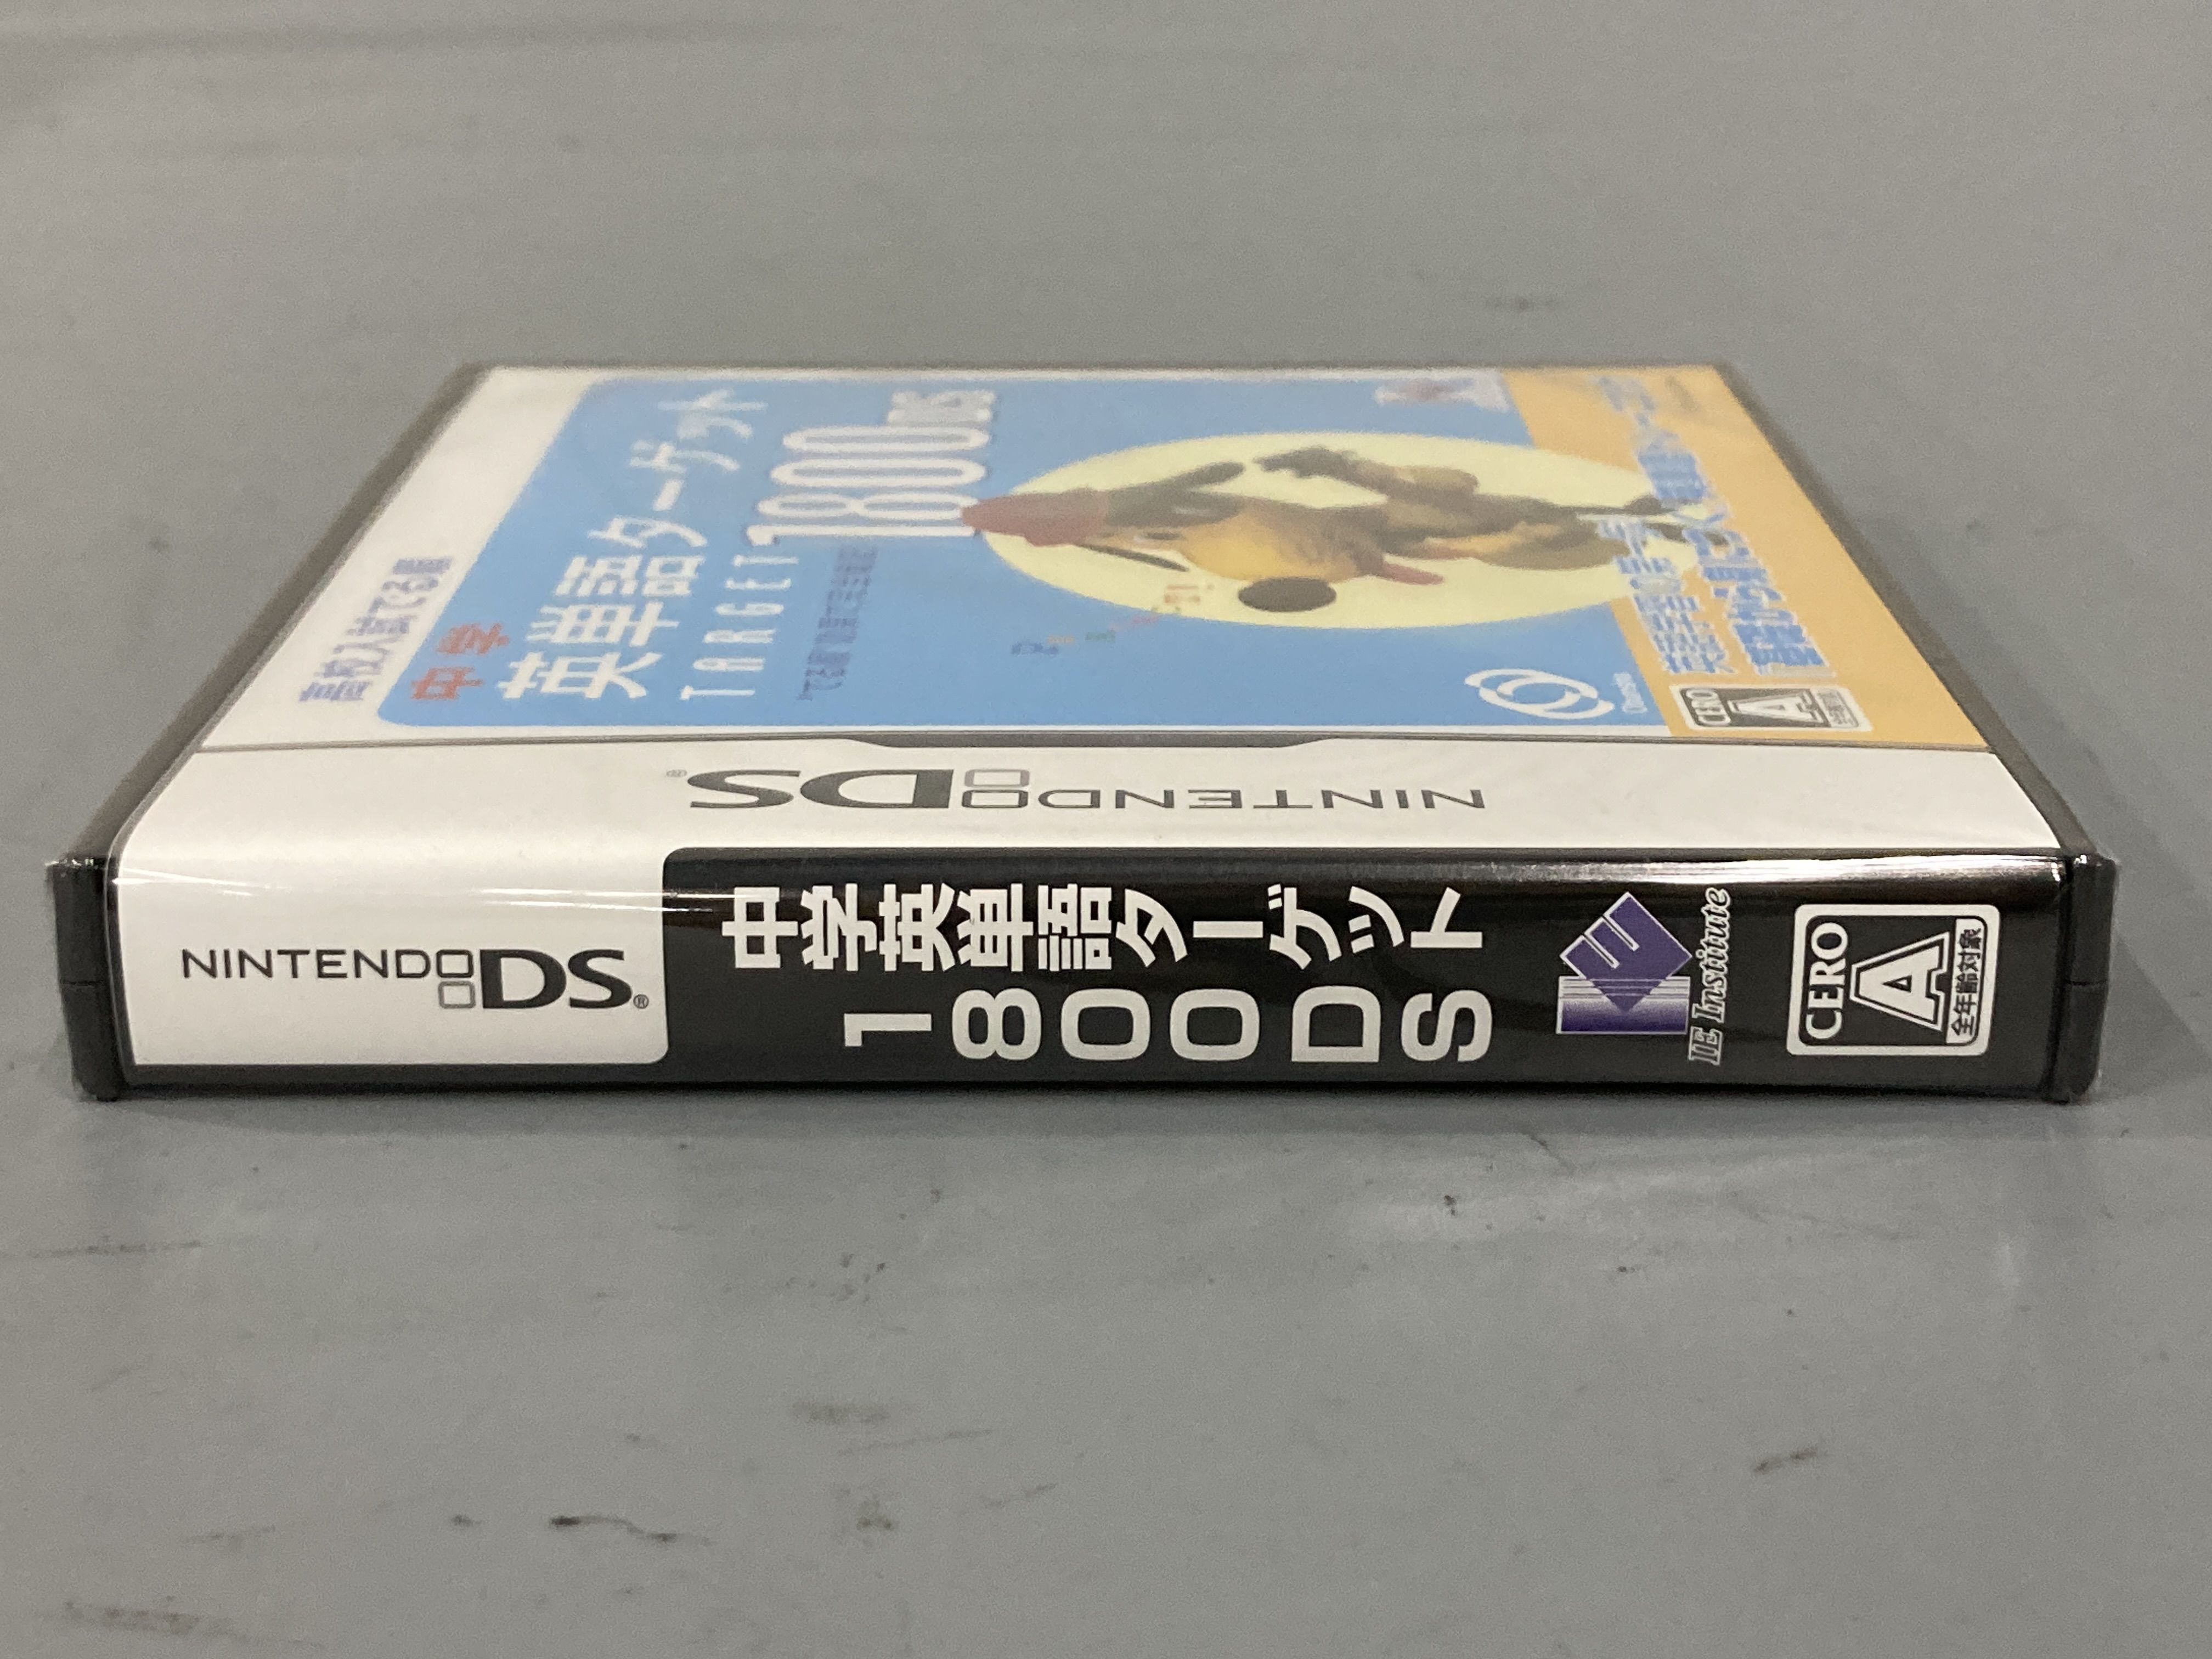 高校入試でる順
中学
英単語ターゲット
TARGET 1800 DS
CERO
A
NINTENDO DS®
NINTENDO DS®
中学英単語ターゲット
1800DS
IE Institute
CERO
A
全年齢対象